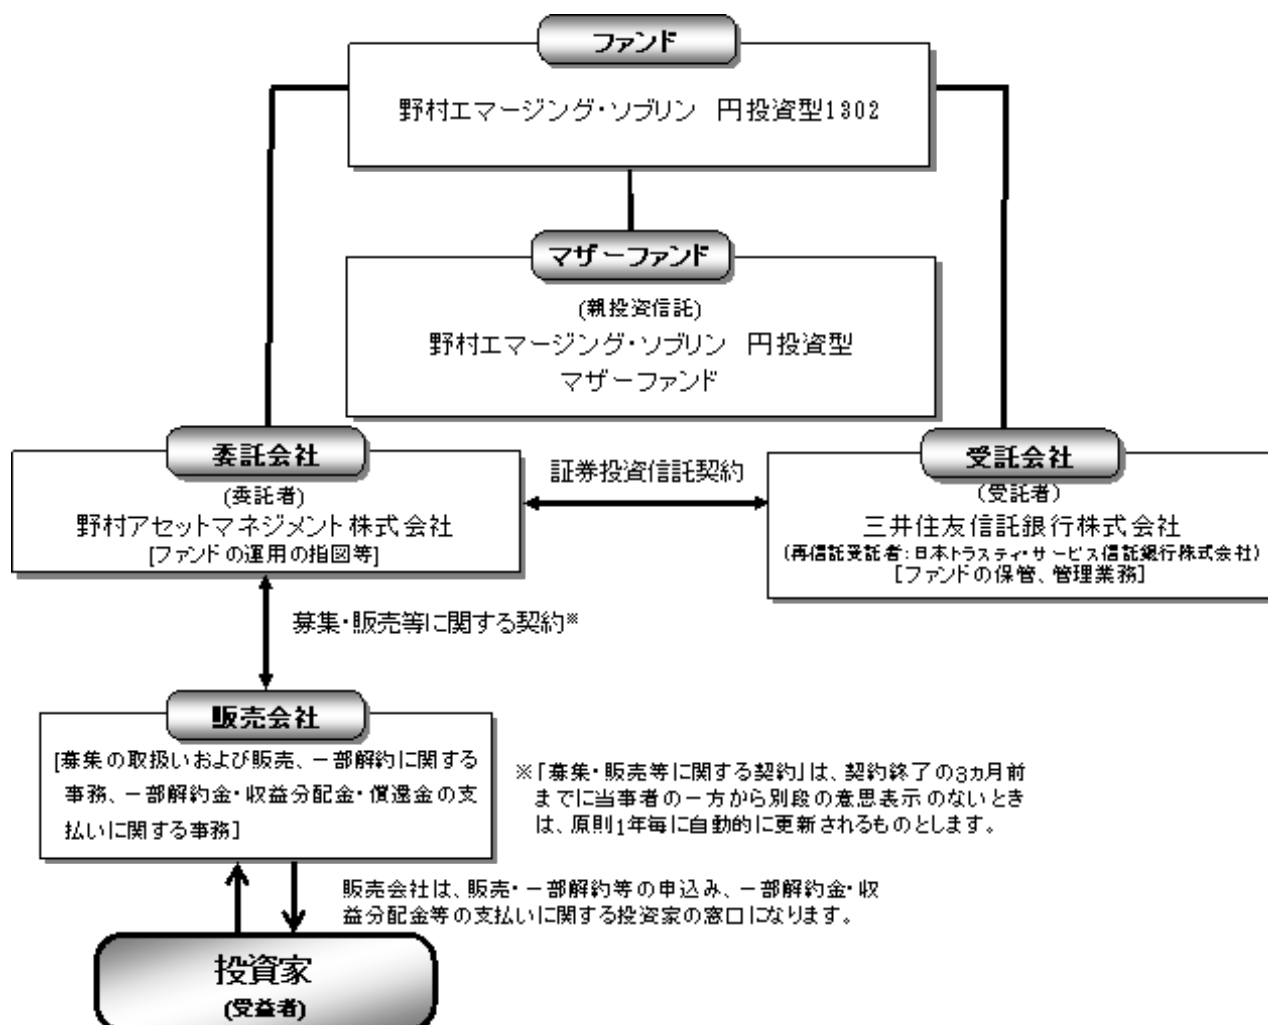 ファンド
野村エマージング・ソブリン　円投資型1302
マザーファンド
(親投資信託)
野村エマージング・ソブリン　円投資型
マザーファンド
委託会社
(委託者)
野村アセットマネジメント株式会社
[ファンドの運用の指図等]
証券投資信託契約
受託会社
(受託者)
三井住友信託銀行株式会社
(再信託受託者:日本トラスティ・サービス信託銀行株式会社)
[ファンドの保管、管理業務]
募集・販売等に関する契約※
販売会社
[募集の取扱いおよび販売、一部解約に関する
事務、一部解約金・収益分配金・償還金の支
払いに関する事務]
※「募集・販売等に関する契約」は、契約終了の3ヵ月前
までに当事者の一方から別段の意思表示のないとき
は、原則1年毎に自動的に更新されるものとします。
販売会社は、販売・一部解約等の申込み、一部解約金・収
益分配金等の支払いに関する投資家の窓口になります。
投資家
(受益者)